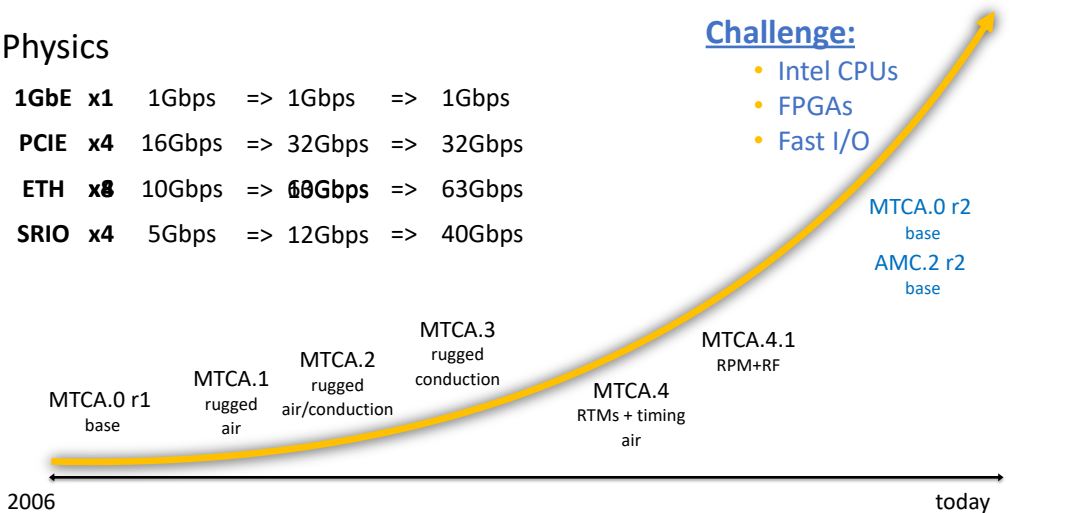 Physics
1GbE x1 1Gbps => 1Gbps => 1Gbps
PCIE x4 16Gbps => 32Gbps => 32Gbps
ETH 10Gbps => => 63Gbps
SRIO x4 5Gbps => 12Gbps => 40Gbps
Challenge:
• Intel CPUs
• FPGAs
• Fast I/O
MTCA.0 r2
base
AMC.2 r2
base
MTCA.4.1
RPM+RF
MTCA.3
rugged
conduction
MTCA.2
rugged
air/conduction
MTCA.1
rugged
air
MTCA.0 r1
base
MTCA.4
RTMs + timing
air
2006
today